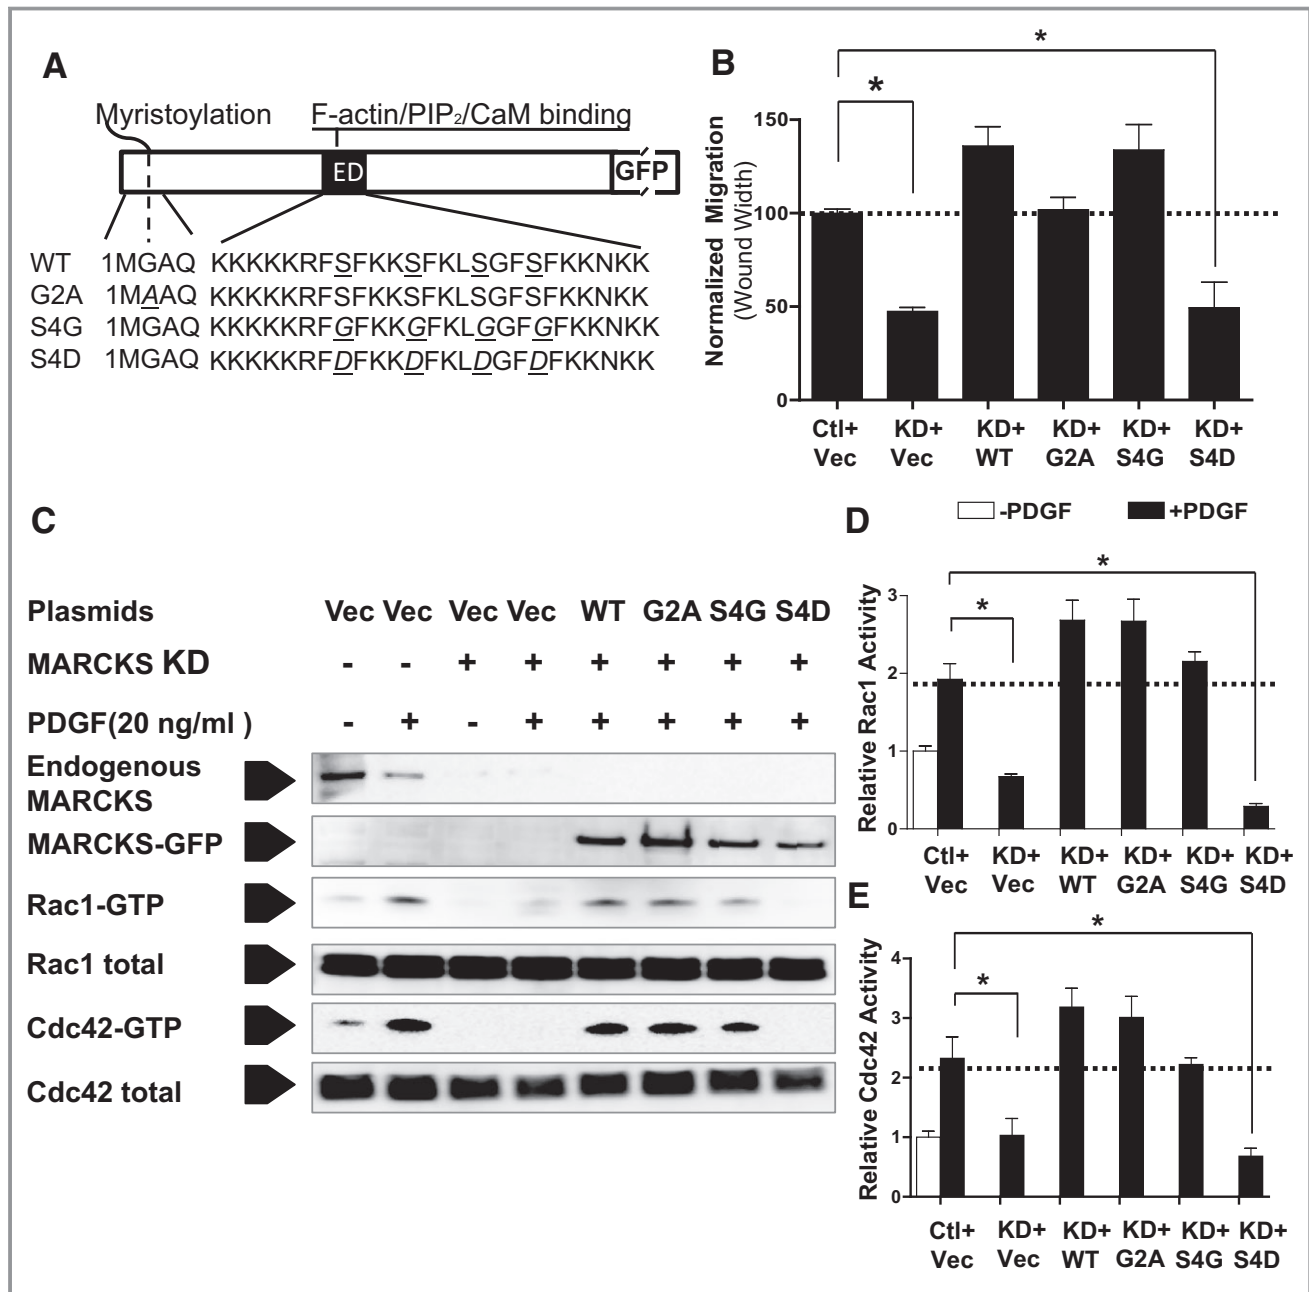 A
Myristoylation F-actin/PIP₂/CaM binding
ED
GFP
WT 1MGAQ KKKKKRFSFKKSFKLSGFSFKKNKK
G2A 1MAAQ KKKKKRFSFKKSFKLSGFSFKKNKK
S4G 1MGAQ KKKKKRFGFKKGFKLGGFGFKKNKK
S4D 1MGAQ KKKKKRFDFKKDFKLDGFDFKKNKK
B
*
*
Normalized Migration
(Wound Width)
150
100
50
0
Ctl+ KD+ KD+ KD+ KD+ KD+
Vec Vec WT G2A S4G S4D
C
Plasmids Vec Vec Vec Vec WT G2A S4G S4D
MARCKS KD - - + + + + + +
PDGF(20 ng/ml ) - + - + + + + +
Endogenous
MARCKS
MARCKS-GFP
Rac1-GTP
Rac1 total
Cdc42-GTP
Cdc42 total
D
-PDGF +PDGF
*
*
Relative Rac1 Activity
3
2
1
0
Ctl+ KD+ KD+ KD+ KD+ KD+
Vec Vec WT G2A S4G S4D
E
*
*
Relative Cdc42 Activity
4
3
2
1
0
Ctl+ KD+ KD+ KD+ KD+ KD+
Vec Vec WT G2A S4G S4D